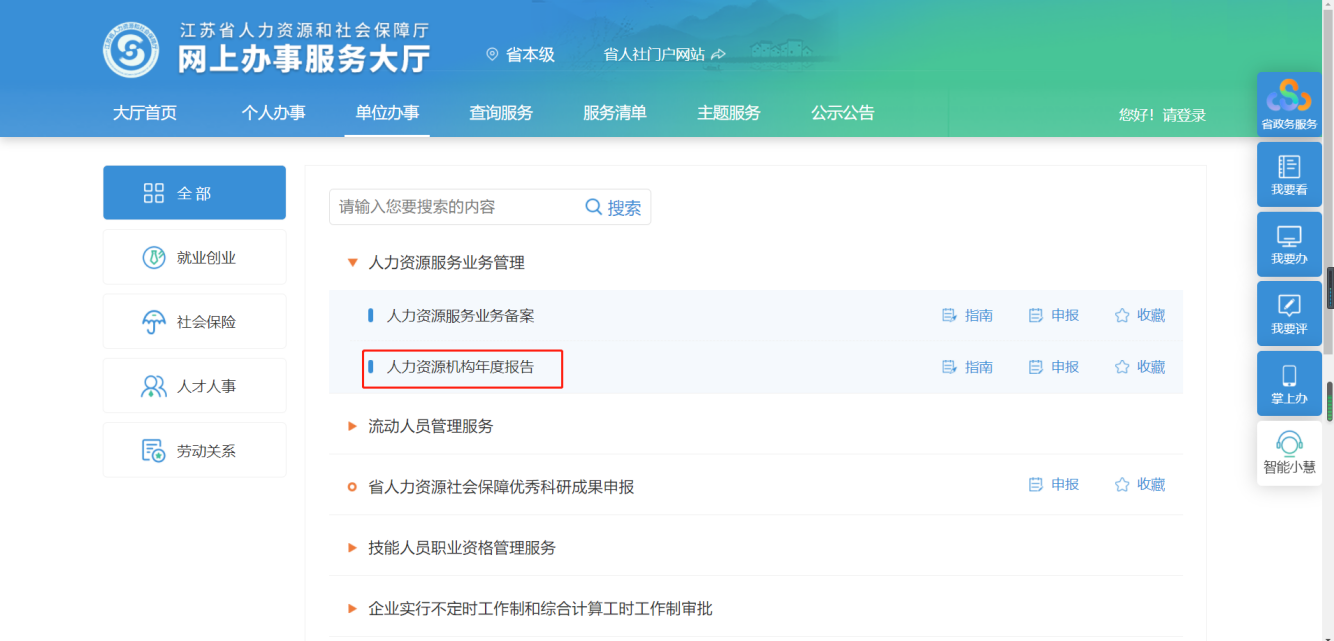 江苏省人力资源和社会保障厅
网上办事服务大厅
省本级
省人社门户网站
大厅首页
个人办事
单位办事
查询服务
服务清单
主题服务
公示公告
您好！请登录
全部
就业创业
社会保险
人才人事
劳动关系
请输入您要搜索的内容
搜索
人力资源服务业务管理
人力资源服务业务备案 指南 申报 收藏
人力资源机构年度报告 指南 申报 收藏
流动人员管理服务
省人力资源社会保障优秀科研成果申报 申报 收藏
技能人员职业资格管理服务
企业实行不定时工作制和综合计算工时工作制审批
省政务服务
我要看
我要办
我要评
掌上办
智能小慧